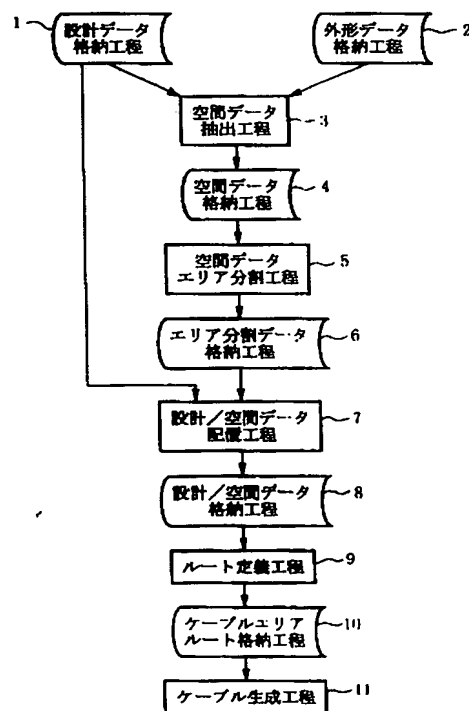 1
設計データ
格納工程
外形データ
格納工程
2
空間データ
抽出工程
3
空間データ
格納工程
4
空間データ
エリア分割工程
5
エリア分割データ
格納工程
6
設計/空間データ
配置工程
7
設計/空間データ
格納工程
8
ルート定義工程
9
ケーブルエリア
ルート格納工程
10
ケーブル生成工程
11